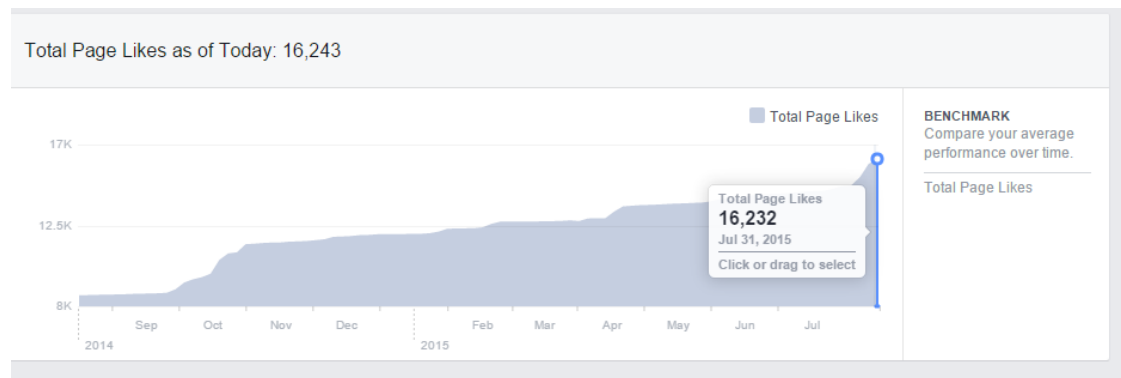 Total Page Likes as of Today: 16,243
Total Page Likes
BENCHMARK
Compare your average
performance over time.
Total Page Likes
17K
12.5K
8K
Total Page Likes
16,232
Jul 31, 2015
Click or drag to select
Sep Oct Nov Dec Feb Mar Apr May Jun Jul
2014 2015